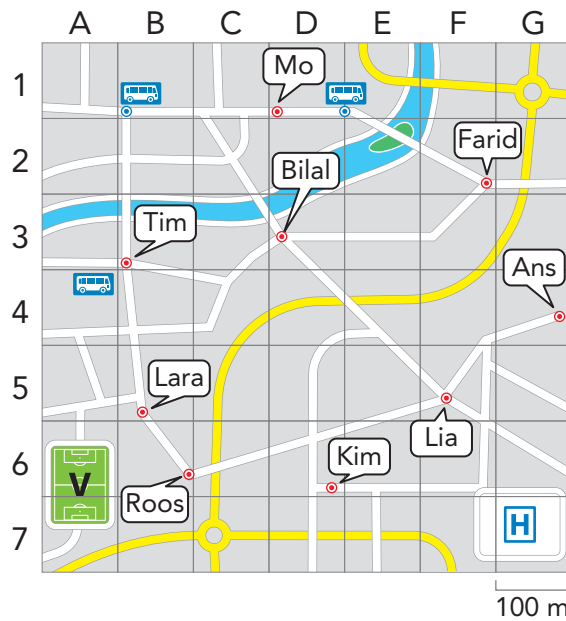 A B C D E F G
1
Mo
2
Farid
Bilal
3
Tim
Ans
4
Lara
5
Lia
Kim
6
V
Roos
H
7
100 m